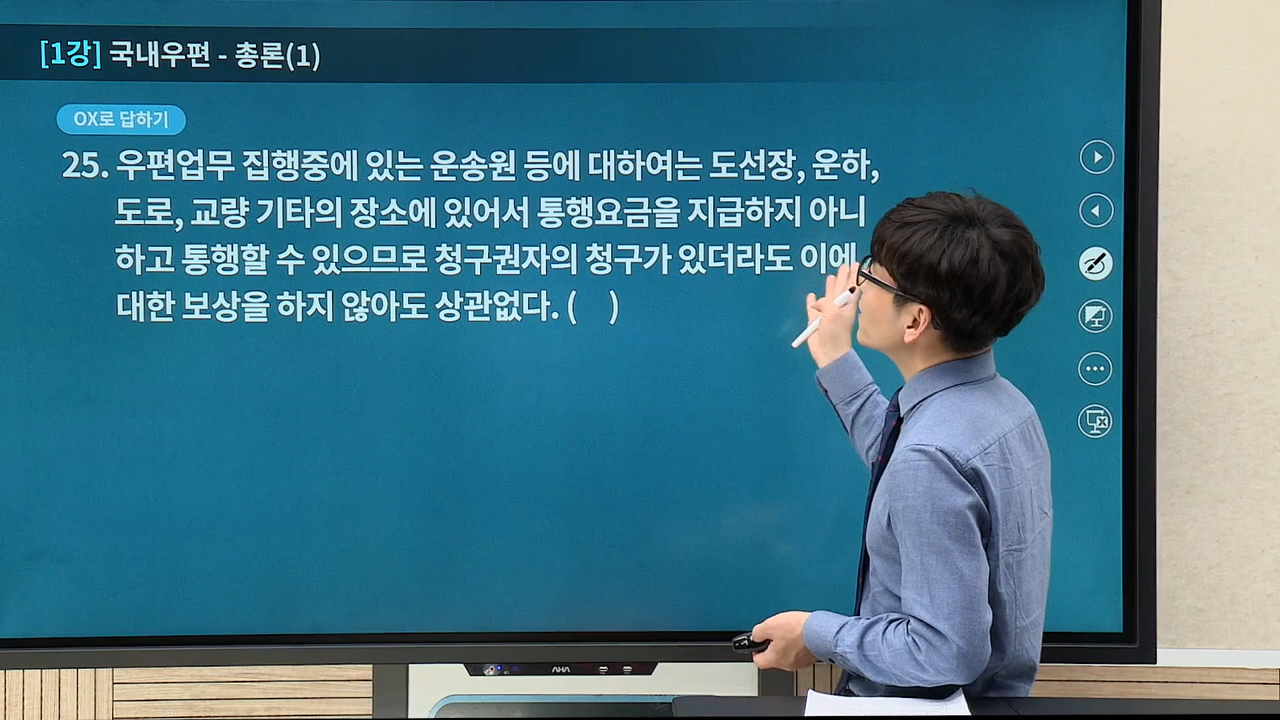 [1강] 국내우편 - 총론(1)
OX로 답하기
25. 우편업무 집행중에 있는 운송원 등에 대하여는 도선장, 운하,
도로, 교량 기타의 장소에 있어서 통행요금을 지급하지 아니
하고 통행할 수 있으므로 청구권자의 청구가 있더라도 이에
대한 보상을 하지 않아도 상관없다. (    )
AHA